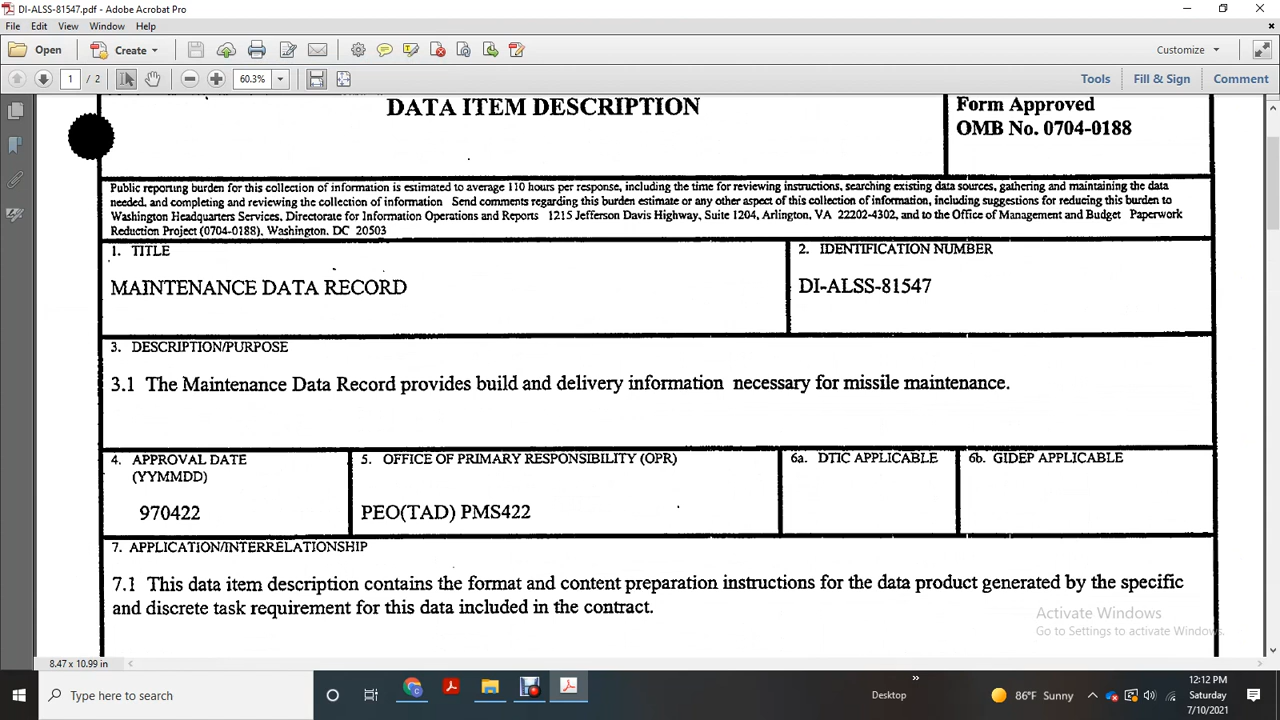 DI-ALSS-81547.pdf - Adobe Acrobat Pro
File Edit View Window Help
Open Create Customize
1 / 2 60.3% Tools Fill & Sign Comment
DATA ITEM DESCRIPTION
Form Approved
OMB No. 0704-0188
Public reporting burden for this collection of information is estimated to average 110 hours per response, including the time for reviewing instructions, searching existing data sources, gathering and maintaining the data
needed, and completing and reviewing the collection of information Send comments regarding this burden estimate or any other aspect of this collection of information, including suggestions for reducing this burden to
Washington Headquarters Services, Directorate for Information Operations and Reports 1215 Jefferson Davis Highway, Suite 1204, Arlington, VA 22202-4302, and to the Office of Management and Budget Paperwork
Reduction Project (0704-0188), Washington, DC 20503
1. TITLE
MAINTENANCE DATA RECORD
2. IDENTIFICATION NUMBER
DI-ALSS-81547
3. DESCRIPTION/PURPOSE
3.1 The Maintenance Data Record provides build and delivery information necessary for missile maintenance.
4. APPROVAL DATE
(YYMMDD)
970422
5. OFFICE OF PRIMARY RESPONSIBILITY (OPR)
PEO(TAD) PMS422
6a. DTIC APPLICABLE
6b. GIDEP APPLICABLE
7. APPLICATION/INTERRELATIONSHIP
7.1 This data item description contains the format and content preparation instructions for the data product generated by the specific
and discrete task requirement for this data included in the contract.
Activate Windows
Go to Settings to activate Windows.
8.47 x 10.99 in
Type here to search
Desktop
86°F Sunny
12:12 PM
Saturday
7/10/2021